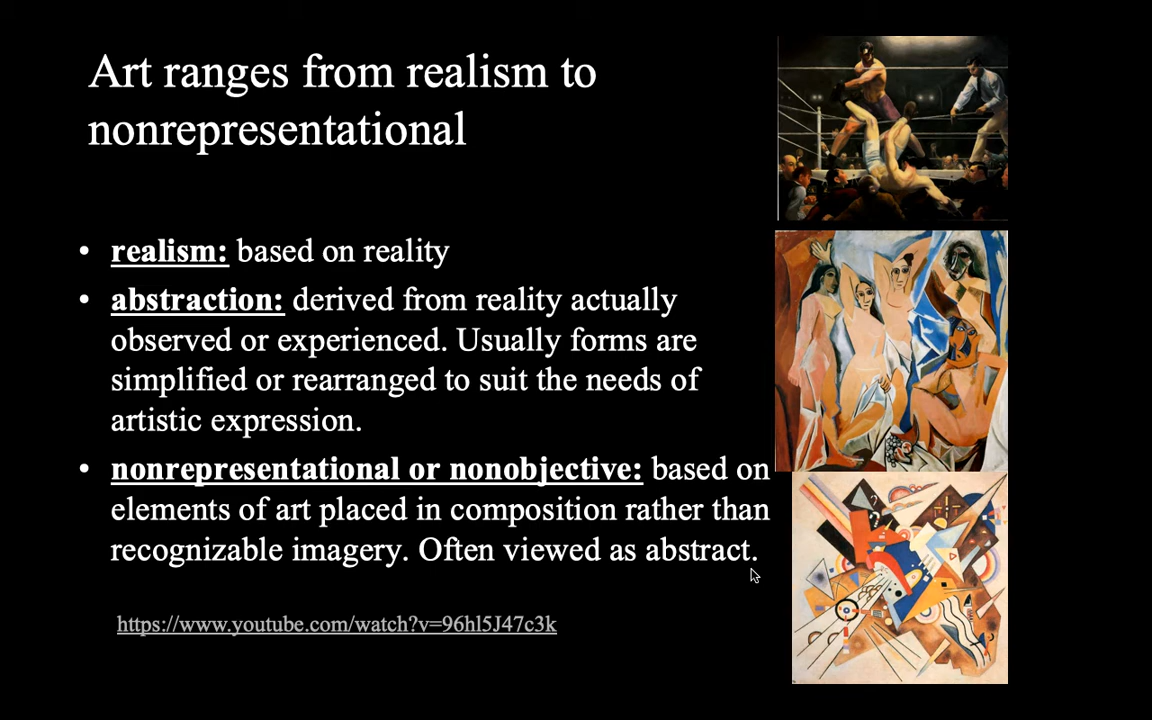 Art ranges from realism to
nonrepresentational
• realism: based on reality
• abstraction: derived from reality actually
observed or experienced. Usually forms are
simplified or rearranged to suit the needs of
artistic expression.
• nonrepresentational or nonobjective: based on
elements of art placed in composition rather than
recognizable imagery. Often viewed as abstract.
https://www.youtube.com/watch?v=96hl5J47c3k